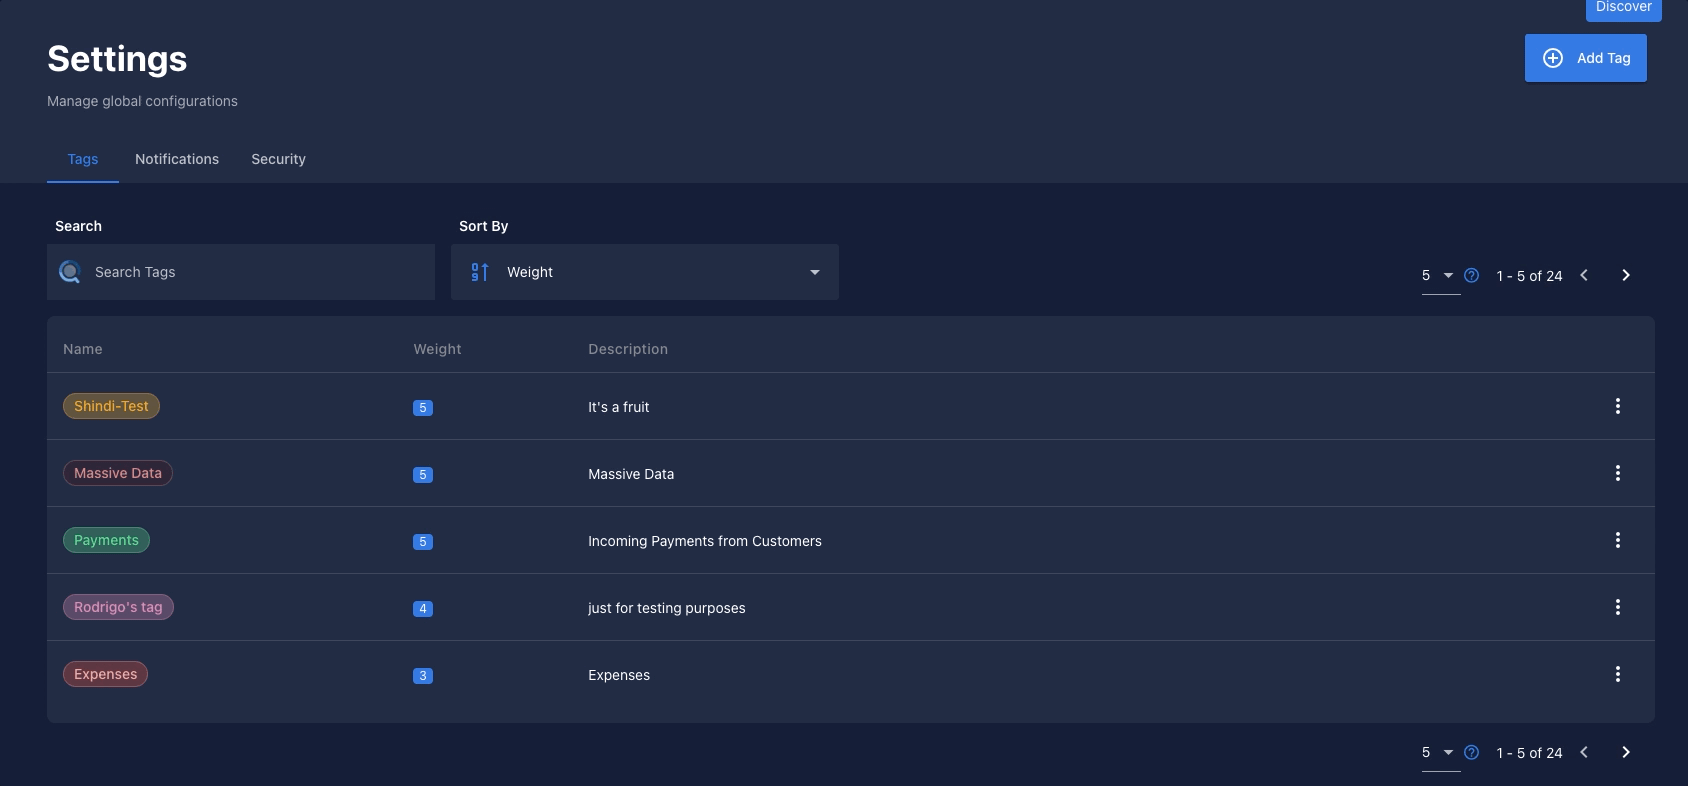 Discover
Settings
Add Tag
Manage global configurations
Tags Notifications Security
Search Sort By
Search Tags Weight 5 1 - 5 of 24
Name Weight Description
Shindi-Test 5 It's a fruit
Massive Data 5 Massive Data
Payments 5 Incoming Payments from Customers
Rodrigo's tag 4 just for testing purposes
Expenses 3 Expenses
5 1 - 5 of 24